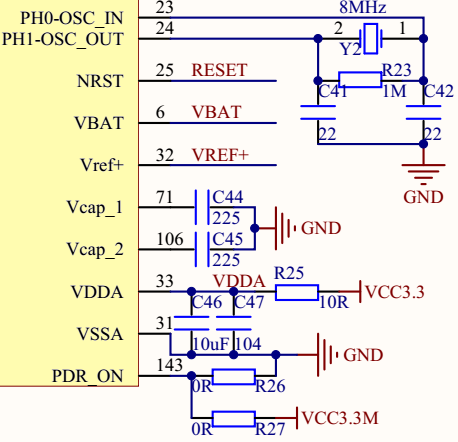 PH0-OSC_IN 23 8MHz
PH1-OSC_OUT 24 2 Y2 1
NRST 25 RESET C41 R23 1M C42
VBAT 6 VBAT 22 22
Vref+ 32 VREF+
GND
Vcap_1 71 C44 225
GND
Vcap_2 106 C45 225
VDDA 33 VDDA R25 10R VCC3.3
C46 C47
VSSA 31 10uF 104
GND
PDR_ON 143 0R R26
0R R27 VCC3.3M